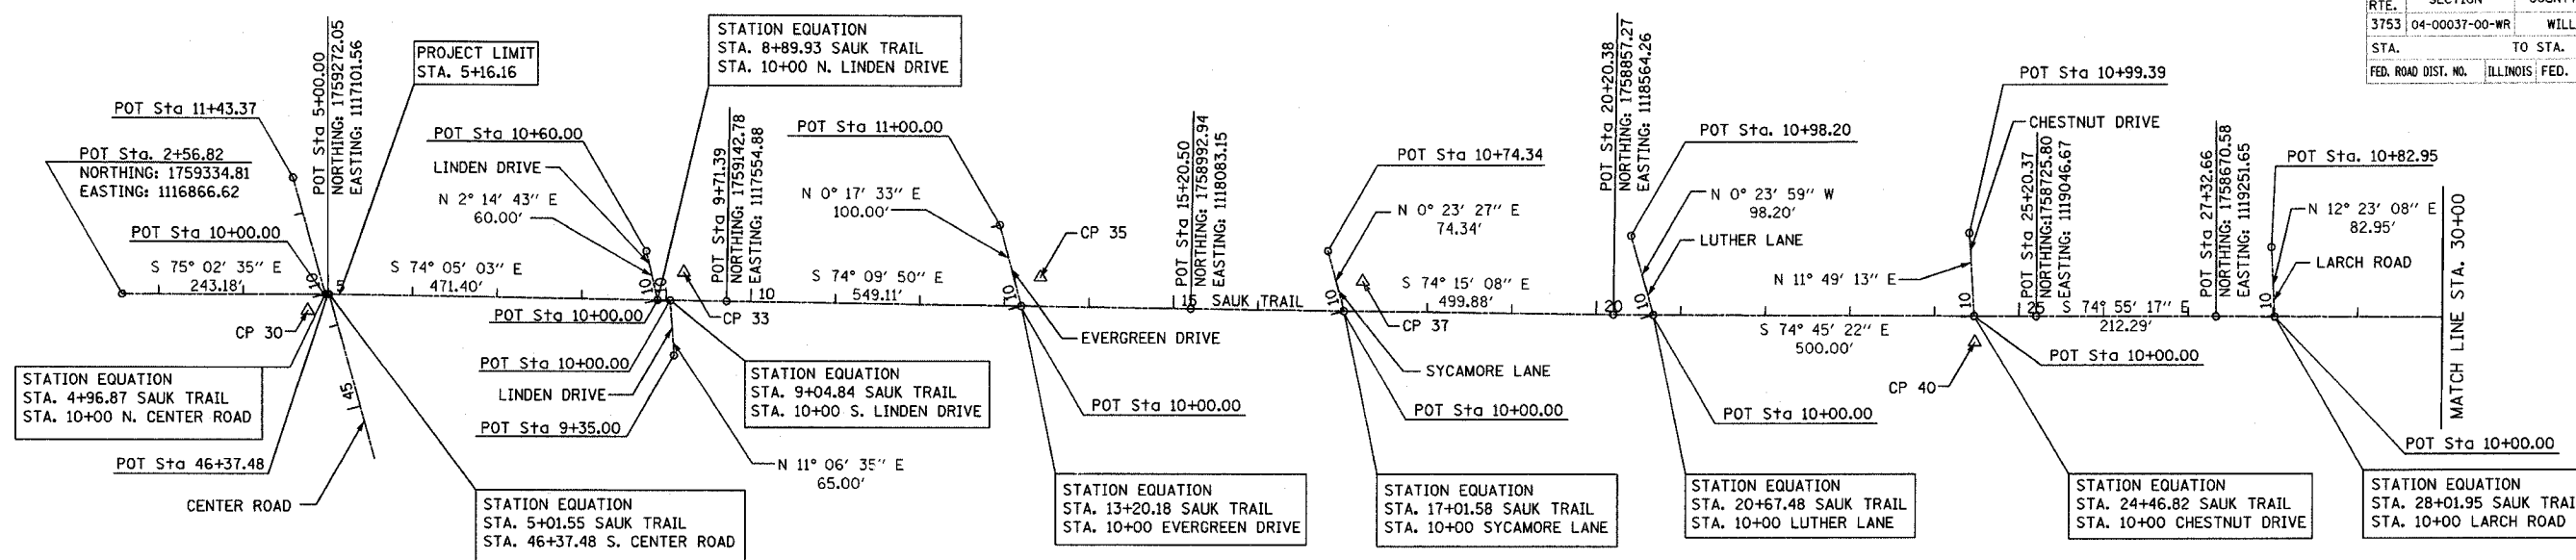 RTE.
3753 04-00037-00-WR WILL
STA. TO STA.
FED. ROAD DIST. NO. ILLINOIS FED.
STATION EQUATION
STA. 8+89.93 SAUK TRAIL
STA. 10+00 N. LINDEN DRIVE
PROJECT LIMIT
STA. 5+16.16
POT Sta 11+43.37
POT Sta. 2+56.82
NORTHING: 1759334.81
EASTING: 1116866.62
POT Sta 10+00.00
S 75° 02' 35'' E
243.18'
POT Sta 5+00.00
NORTHING: 1759272.05
EASTING: 1117101.56
5
10
CP 30
STATION EQUATION
STA. 4+96.87 SAUK TRAIL
STA. 10+00 N. CENTER ROAD
POT Sta 46+37.48
CENTER ROAD
45
STATION EQUATION
STA. 5+01.55 SAUK TRAIL
STA. 46+37.48 S. CENTER ROAD
POT Sta 10+60.00
LINDEN DRIVE
N 2° 14' 43'' E
60.00'
S 74° 05' 03'' E
471.40'
10
10
POT Sta 10+00.00
POT Sta 10+00.00
LINDEN DRIVE
POT Sta 9+35.00
N 11° 06' 35'' E
65.00'
CP 33
STATION EQUATION
STA. 9+04.84 SAUK TRAIL
STA. 10+00 S. LINDEN DRIVE
POT Sta 9+71.39
NORTHING: 1759142.78
EASTING: 1117554.88
10
POT Sta 11+00.00
N 0° 17' 33'' E
100.00'
S 74° 09' 50'' E
549.11'
10
CP 35
EVERGREEN DRIVE
POT Sta 10+00.00
STATION EQUATION
STA. 13+20.18 SAUK TRAIL
STA. 10+00 EVERGREEN DRIVE
POT Sta 15+20.50
NORTHING: 1758992.94
EASTING: 1118083.15
15 SAUK TRAIL
POT Sta 10+74.34
N 0° 23' 27'' E
74.34'
S 74° 15' 08'' E
499.88'
10
CP 37
SYCAMORE LANE
POT Sta 10+00.00
STATION EQUATION
STA. 17+01.58 SAUK TRAIL
STA. 10+00 SYCAMORE LANE
POT Sta 20+20.38
NORTHING: 1758857.27
EASTING: 1118564.26
20
10
POT Sta. 10+98.20
N 0° 23' 59'' W
98.20'
LUTHER LANE
S 74° 45' 22'' E
500.00'
POT Sta 10+00.00
STATION EQUATION
STA. 20+67.48 SAUK TRAIL
STA. 10+00 LUTHER LANE
POT Sta 10+99.39
CHESTNUT DRIVE
N 11° 49' 13'' E
10
CP 40
POT Sta 10+00.00
STATION EQUATION
STA. 24+46.82 SAUK TRAIL
STA. 10+00 CHESTNUT DRIVE
POT Sta 25+20.37
NORTHING:1758725.80
EASTING: 1119046.67
25
S 74° 55' 17'' E
212.29'
POT Sta 27+32.66
NORTHING: 1758670.58
EASTING: 1119251.65
POT Sta. 10+82.95
N 12° 23' 08'' E
82.95'
LARCH ROAD
10
POT Sta 10+00.00
STATION EQUATION
STA. 28+01.95 SAUK TRAI
STA. 10+00 LARCH ROAD
MATCH LINE STA. 30+00